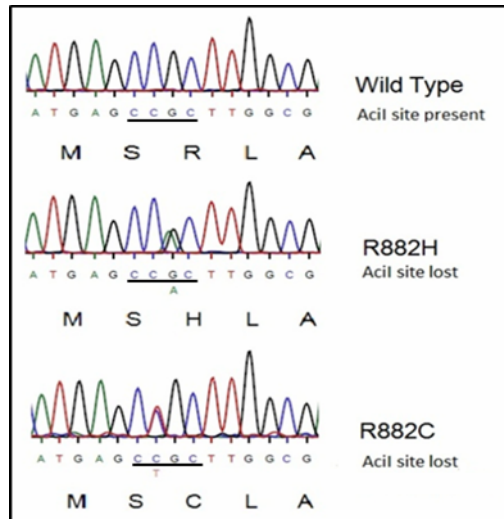 Wild Type
A T G A G C C G C T T G G C G
AciI site present
M S R L A
R882H
A T G A G C C G C T T G G C G
AciI site lost
A
M S H L A
R882C
A T G A G C C G C T T G G C G
AciI site lost
T
M S C L A